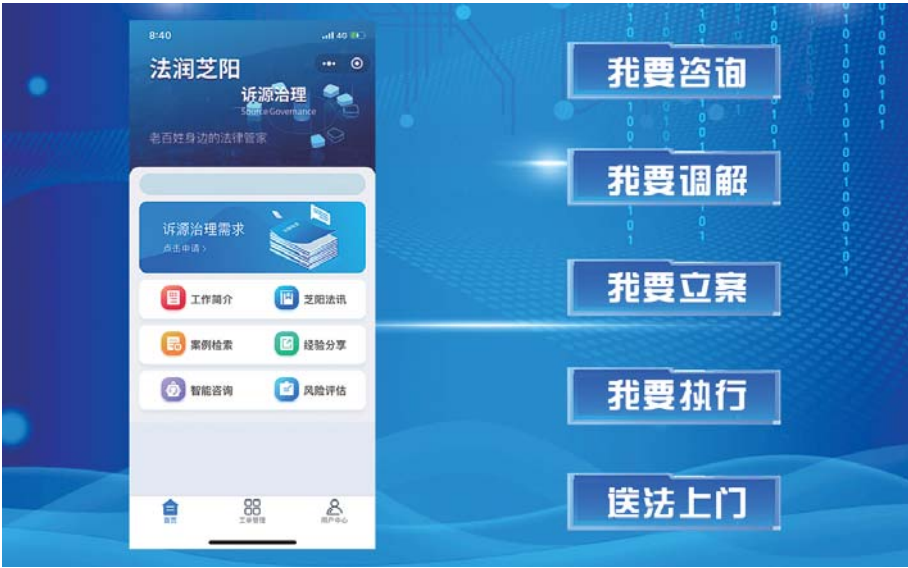 8:40
4G
法润芝阳
诉源治理
Source Governance
老百姓身边的法律管家
诉源治理需求
点击申请 >
工作简介
芝阳法讯
案例检索
经验分享
智能咨询
风险评估
首页
工单管理
用户中心
我要咨询
我要调解
我要立案
我要执行
送法上门